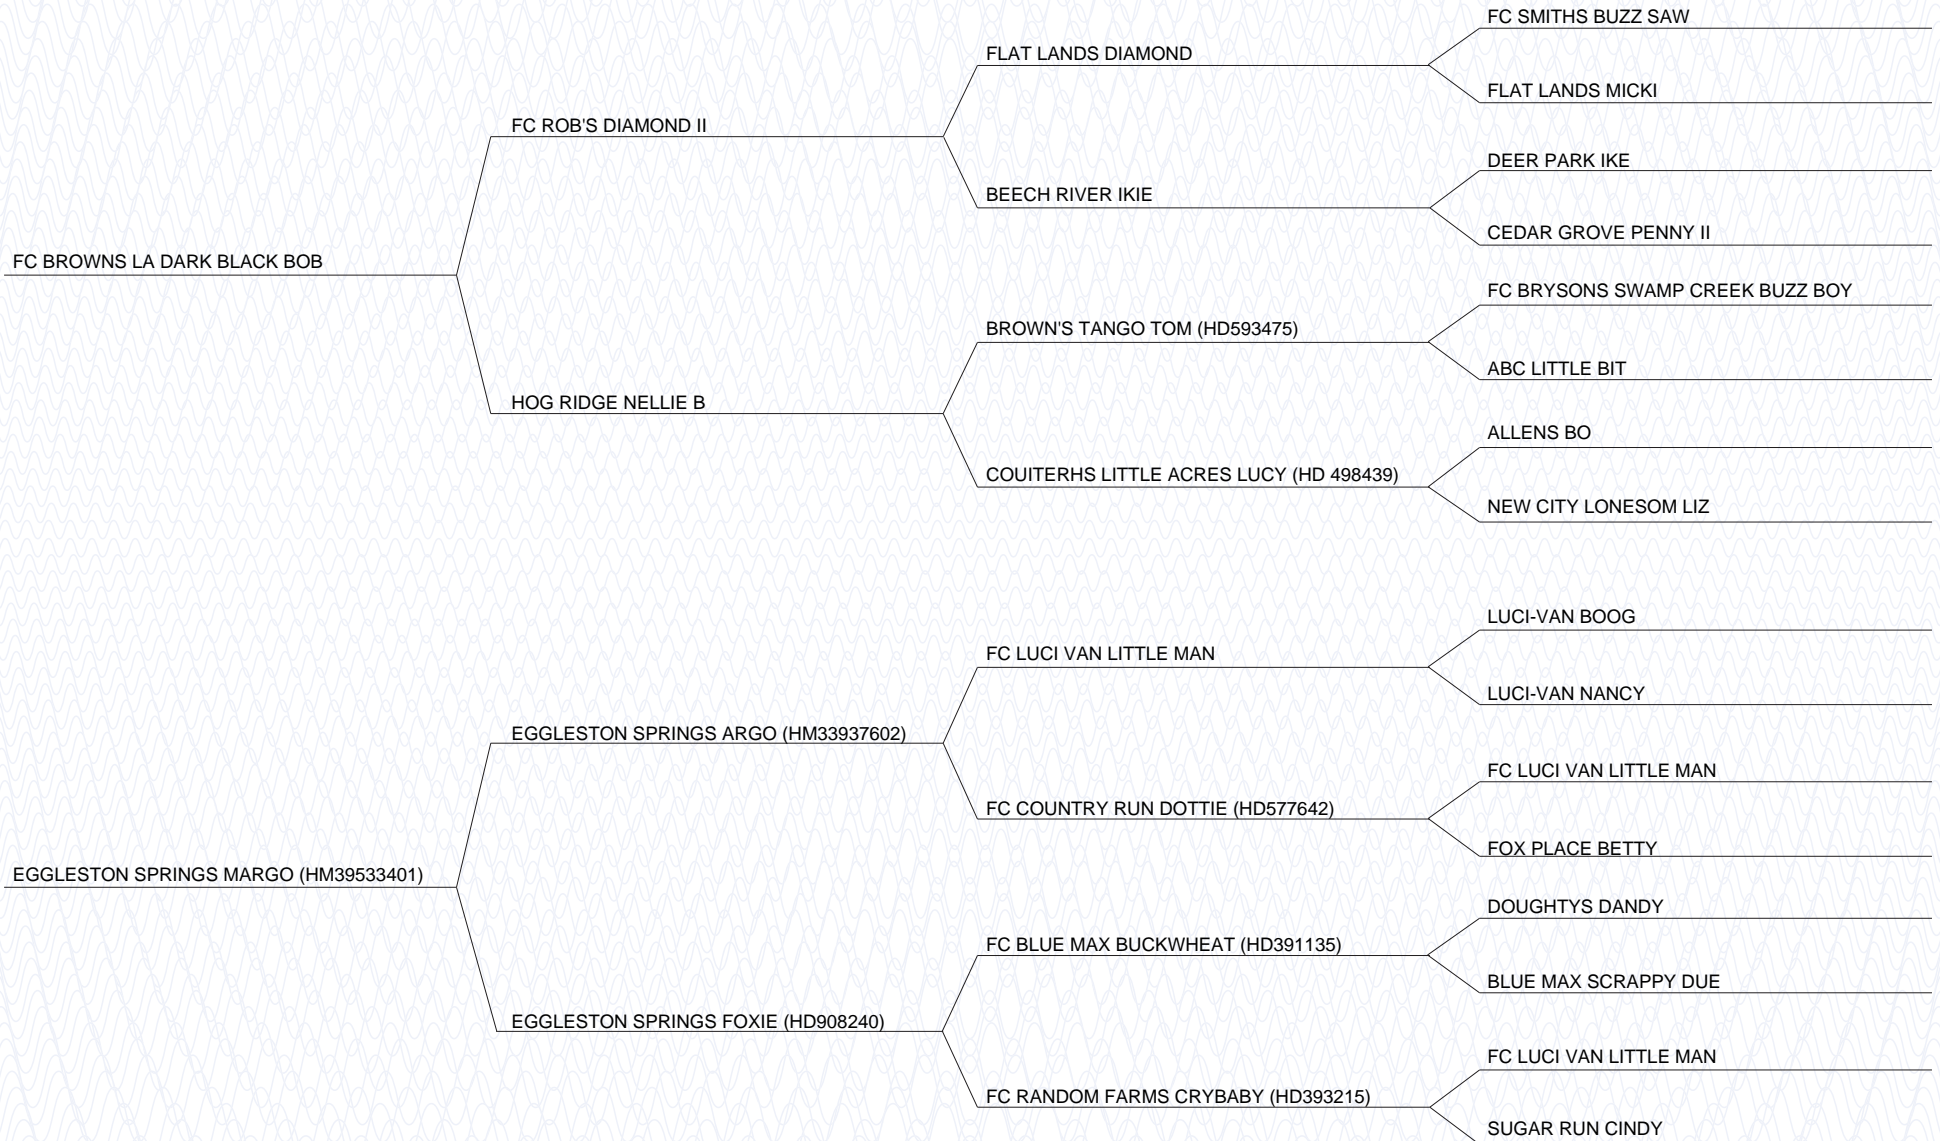 FC SMITHS BUZZ SAW
FLAT LANDS DIAMOND
FLAT LANDS MICKI
FC ROB'S DIAMOND II
DEER PARK IKE
BEECH RIVER IKIE
CEDAR GROVE PENNY II
FC BROWNS LA DARK BLACK BOB
FC BRYSONS SWAMP CREEK BUZZ BOY
BROWN'S TANGO TOM (HD593475)
ABC LITTLE BIT
HOG RIDGE NELLIE B
ALLENS BO
COUITERHS LITTLE ACRES LUCY (HD 498439)
NEW CITY LONESOM LIZ
LUCI-VAN BOOG
FC LUCI VAN LITTLE MAN
LUCI-VAN NANCY
EGGLESTON SPRINGS ARGO (HM33937602)
FC LUCI VAN LITTLE MAN
FC COUNTRY RUN DOTTIE (HD577642)
FOX PLACE BETTY
EGGLESTON SPRINGS MARGO (HM39533401)
DOUGHTYS DANDY
FC BLUE MAX BUCKWHEAT (HD391135)
BLUE MAX SCRAPPY DUE
EGGLESTON SPRINGS FOXIE (HD908240)
FC LUCI VAN LITTLE MAN
FC RANDOM FARMS CRYBABY (HD393215)
SUGAR RUN CINDY